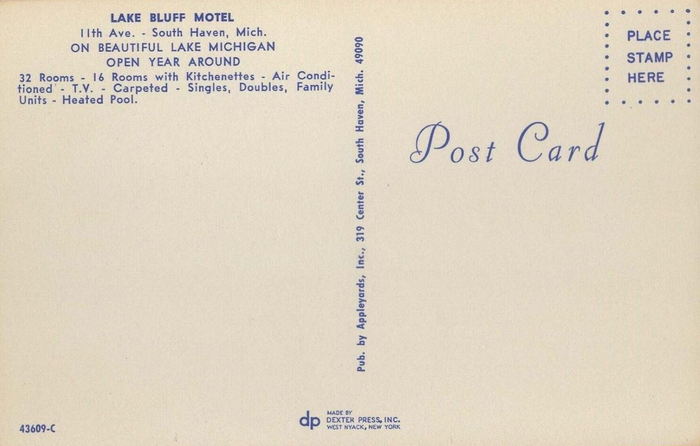 LAKE BLUFF MOTEL
11th Ave. - South Haven, Mich.
ON BEAUTIFUL LAKE MICHIGAN
OPEN YEAR AROUND
32 Rooms - 16 Rooms with Kitchenettes - Air Condi-
tioned - T.V. - Carpeted - Singles, Doubles, Family
Units - Heated Pool.
PLACE
STAMP
HERE
Post Card
Pub. by Appleyards, Inc., 319 Center St., South Haven, Mich. 49090
43609-C
dp
MADE BY
DEXTER PRESS, INC.
WEST NYACK, NEW YORK